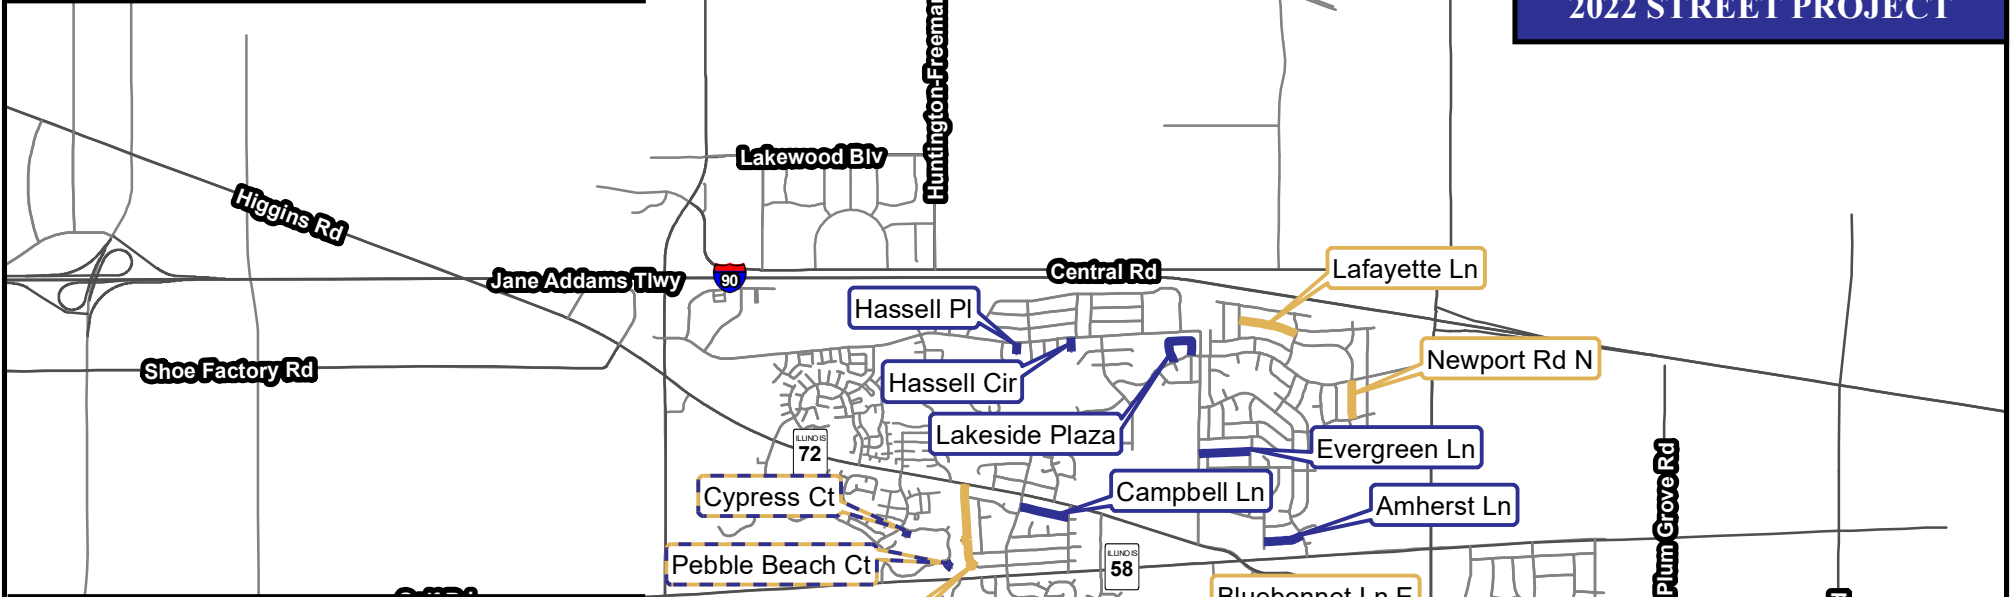 2022 STREET PROJECT
Huntington-Freeman
Lakewood Blv
Higgins Rd
Jane Addams Tlwy
90
Central Rd
Lafayette Ln
Hassell Pl
Newport Rd N
Shoe Factory Rd
Hassell Cir
Lakeside Plaza
ILLINOIS
72
Evergreen Ln
Cypress Ct
Campbell Ln
Amherst Ln
Plum Grove Rd
Pebble Beach Ct
ILLINOIS
58
Bluebonnet Ln E